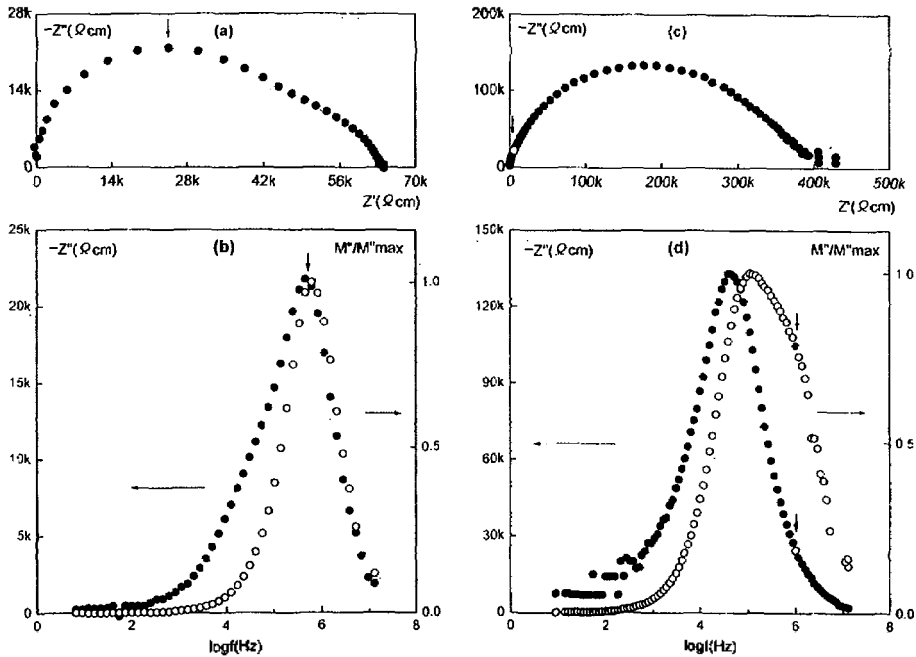 28k
−Z"(Ωcm)
(a)
14k
0
0
14k
28k
42k
56k
70k
Z'(Ωcm)
200k
−Z"(Ωcm)
(c)
100k
0
0
100k
200k
300k
400k
500k
Z'(Ωcm)
25k
−Z"(Ωcm)
(b)
M"/M"max
20k
15k
10k
5k
0
1.0
0.5
0.0
0
2
4
6
8
logf(Hz)
150k
−Z"(Ωcm)
(d)
M"/M"max
120k
90k
60k
30k
0
1.0
0.5
0.0
0
2
4
6
8
logf(Hz)